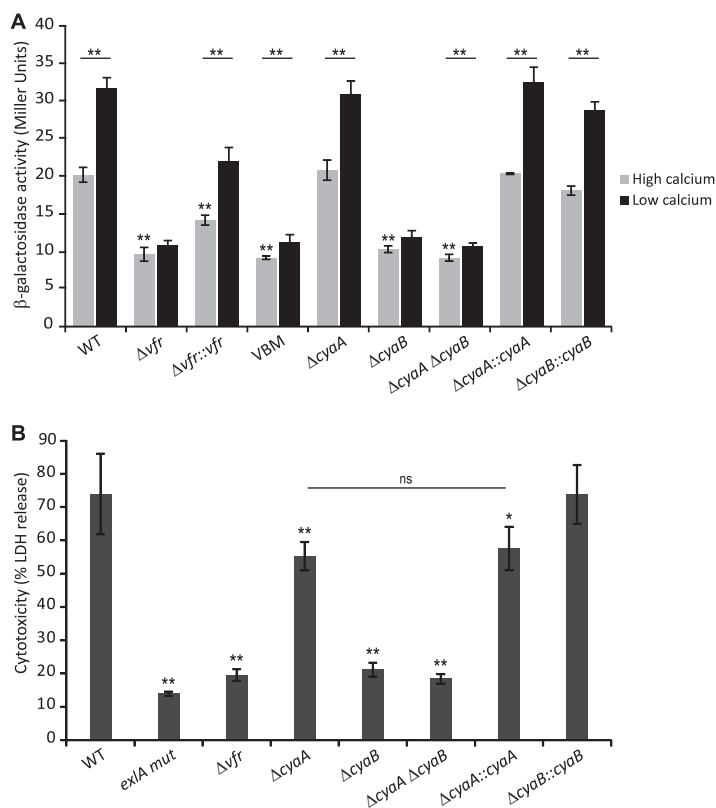 A
β-galactosidase activity (Miller Units)
40
35
30
25
20
15
10
5
0
** ** ** ** ** ** **
** ** ** ** **
High calcium
Low calcium
WT Δvfr Δvfr::vfr VBM ΔcyaA ΔcyaB ΔcyaA ΔcyaB ΔcyaA::cyaA ΔcyaB::cyaB
B
Cytotoxicity (% LDH release)
90
80
70
60
50
40
30
20
10
0
ns
** ** ** ** ** *
WT exlA mut Δvfr ΔcyaA ΔcyaB ΔcyaA ΔcyaB ΔcyaA::cyaA ΔcyaB::cyaB